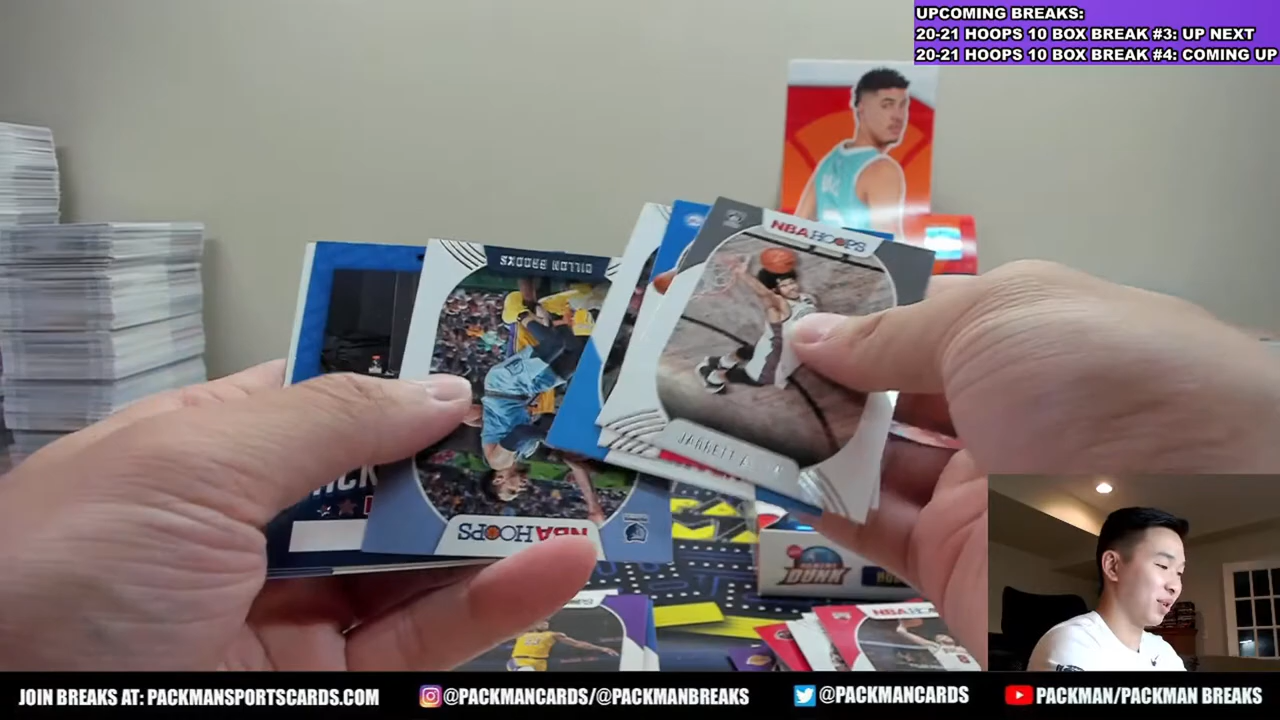 UPCOMING BREAKS:
20-21 HOOPS 10 BOX BREAK #3: UP NEXT
20-21 HOOPS 10 BOX BREAK #4: COMING UP
NBA HOOPS
DILLON BROOKS
JARRETT
NBA HOOPS
DUNK
NBA HOOPS
JOIN BREAKS AT: PACKMANSPORTSCARDS.COM
@PACKMANCARDS/@PACKMANBREAKS
@PACKMANCARDS
PACKMAN/PACKMAN BREAKS